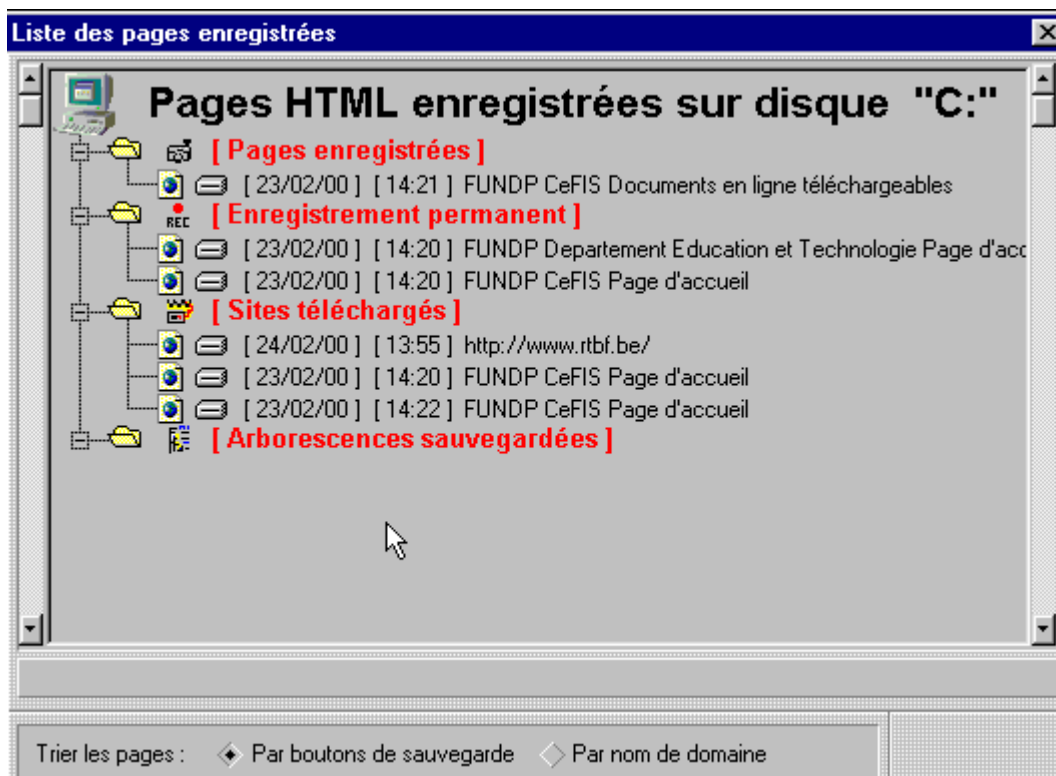 Liste des pages enregistrées
Pages HTML enregistrées sur disque "C:"
[ Pages enregistrées ]
[ 23/02/00 ] [ 14:21 ] FUNDP CeFIS Documents en ligne téléchargeables
REC [ Enregistrement permanent ]
[ 23/02/00 ] [ 14:20 ] FUNDP Departement Education et Technologie Page d'acc
[ 23/02/00 ] [ 14:20 ] FUNDP CeFIS Page d'accueil
[ Sites téléchargés ]
[ 24/02/00 ] [ 13:55 ] http://www.rtbf.be/
[ 23/02/00 ] [ 14:20 ] FUNDP CeFIS Page d'accueil
[ 23/02/00 ] [ 14:22 ] FUNDP CeFIS Page d'accueil
[ Arborescences sauvegardées ]
Trier les pages : Par boutons de sauvegarde Par nom de domaine